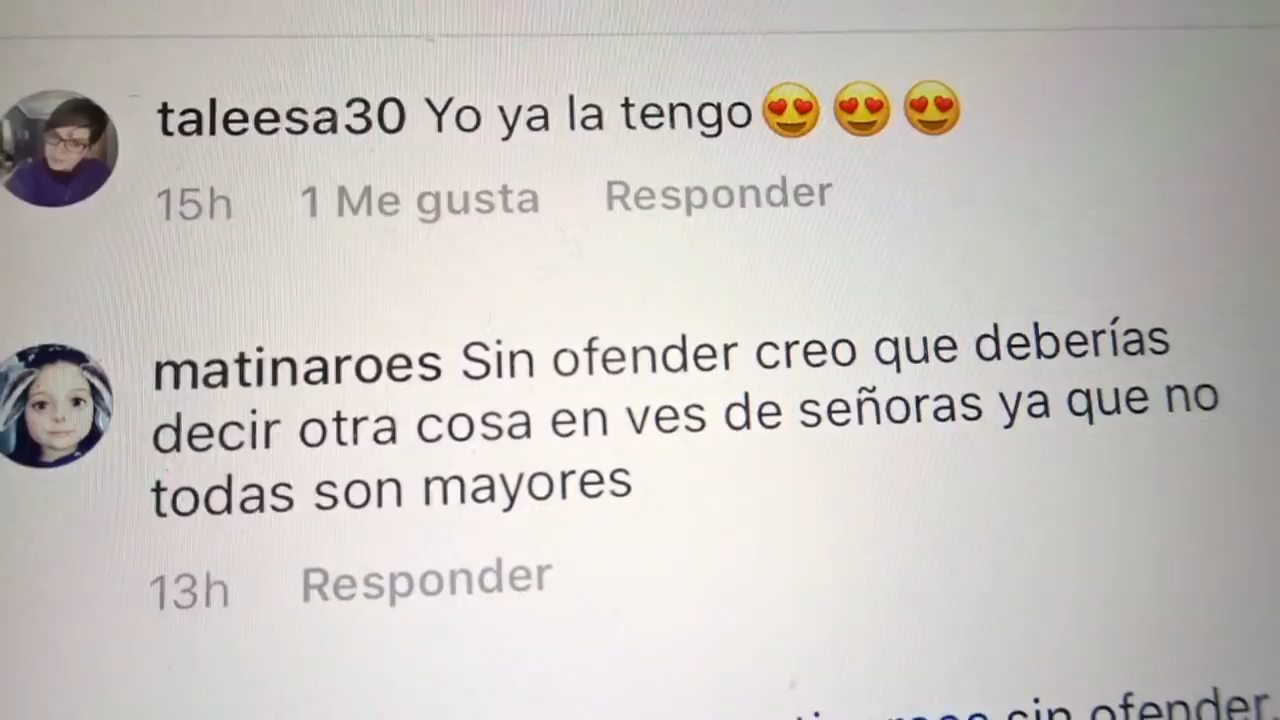 taleesa30 Yo ya la tengo😍😍😍
15h 1 Me gusta Responder
matinaroes Sin ofender creo que deberías
decir otra cosa en ves de señoras ya que no
todas son mayores
13h Responder
sin ofender